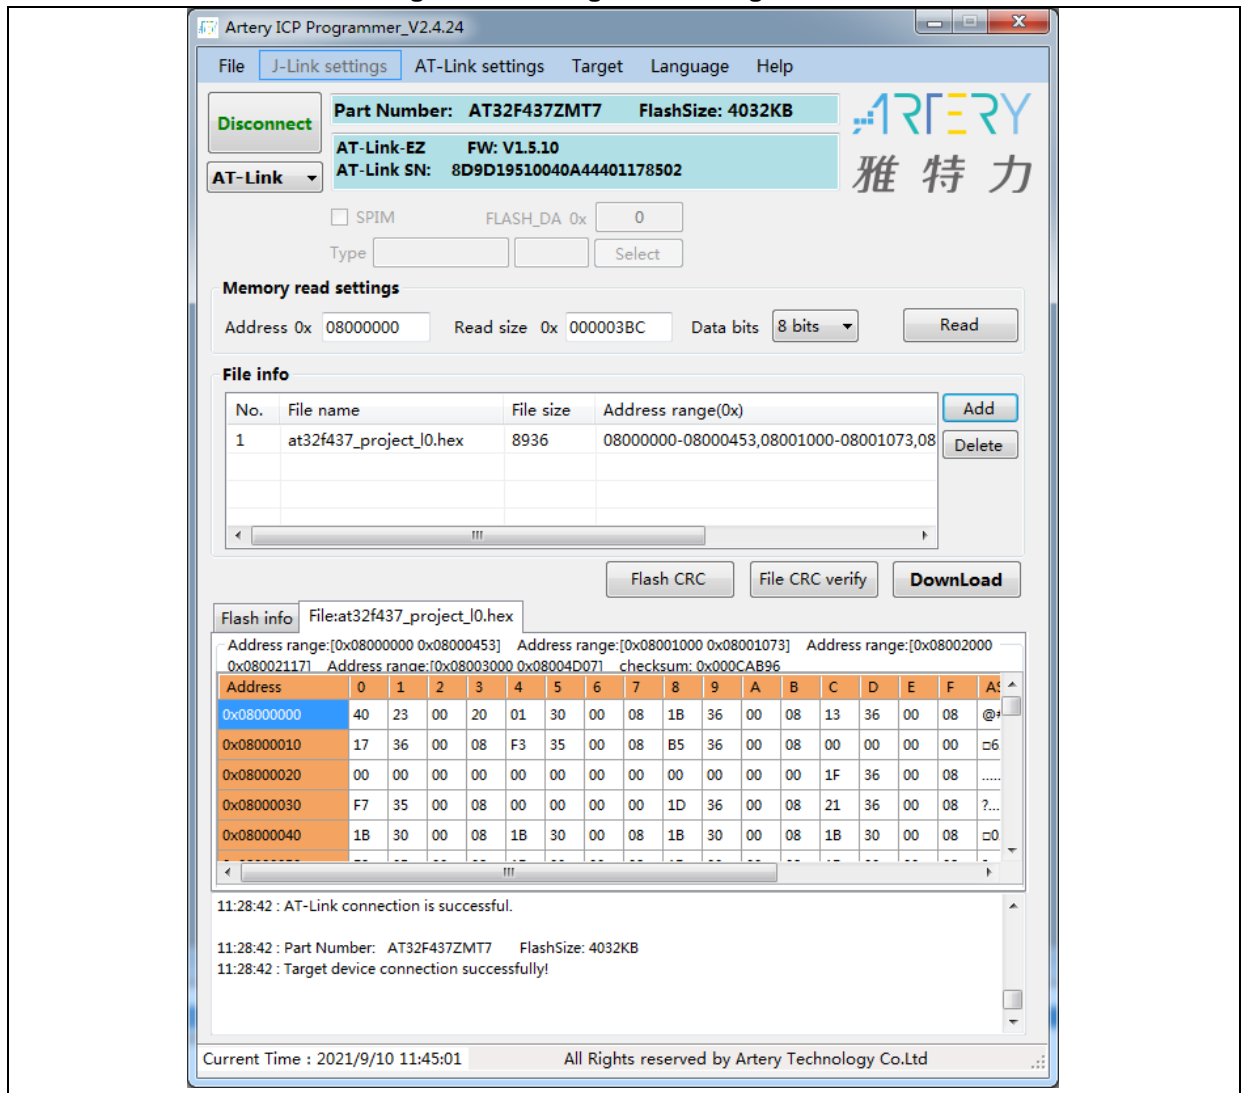 Artery ICP Programmer_V2.4.24
File J-Link settings AT-Link settings Target Language Help
Disconnect
Part Number: AT32F437ZMT7 FlashSize: 4032KB
AT-Link-EZ FW: V1.5.10
AT-Link SN: 8D9D19510040A44401178502
AT-Link
ARTERY
雅特力
SPIM FLASH_DA 0x 0
Type Select
Memory read settings
Address 0x 08000000 Read size 0x 000003BC Data bits 8 bits Read
File info
No. File name File size Address range(0x)
1 at32f437_project_l0.hex 8936 08000000-08000453,08001000-08001073,08
Add
Delete
Flash CRC File CRC verify DownLoad
Flash info File:at32f437_project_l0.hex
Address range:[0x08000000 0x08000453] Address range:[0x08001000 0x08001073] Address range:[0x08002000
0x08002117] Address range:[0x08003000 0x08004D07] checksum: 0x000CAB96
Address 0 1 2 3 4 5 6 7 8 9 A B C D E F
0x08000000 40 23 00 20 01 30 00 08 1B 36 00 08 13 36 00 08 @#
0x08000010 17 36 00 08 F3 35 00 08 B5 36 00 08 00 00 00 00 □6
0x08000020 00 00 00 00 00 00 00 00 00 00 00 00 1F 36 00 08 .....
0x08000030 F7 35 00 08 00 00 00 00 1D 36 00 08 21 36 00 08 ?...
0x08000040 1B 30 00 08 1B 30 00 08 1B 30 00 08 1B 30 00 08 □0
11:28:42 : AT-Link connection is successful.
11:28:42 : Part Number: AT32F437ZMT7 FlashSize: 4032KB
11:28:42 : Target device connection successfully!
Current Time : 2021/9/10 11:45:01 All Rights reserved by Artery Technology Co.Ltd